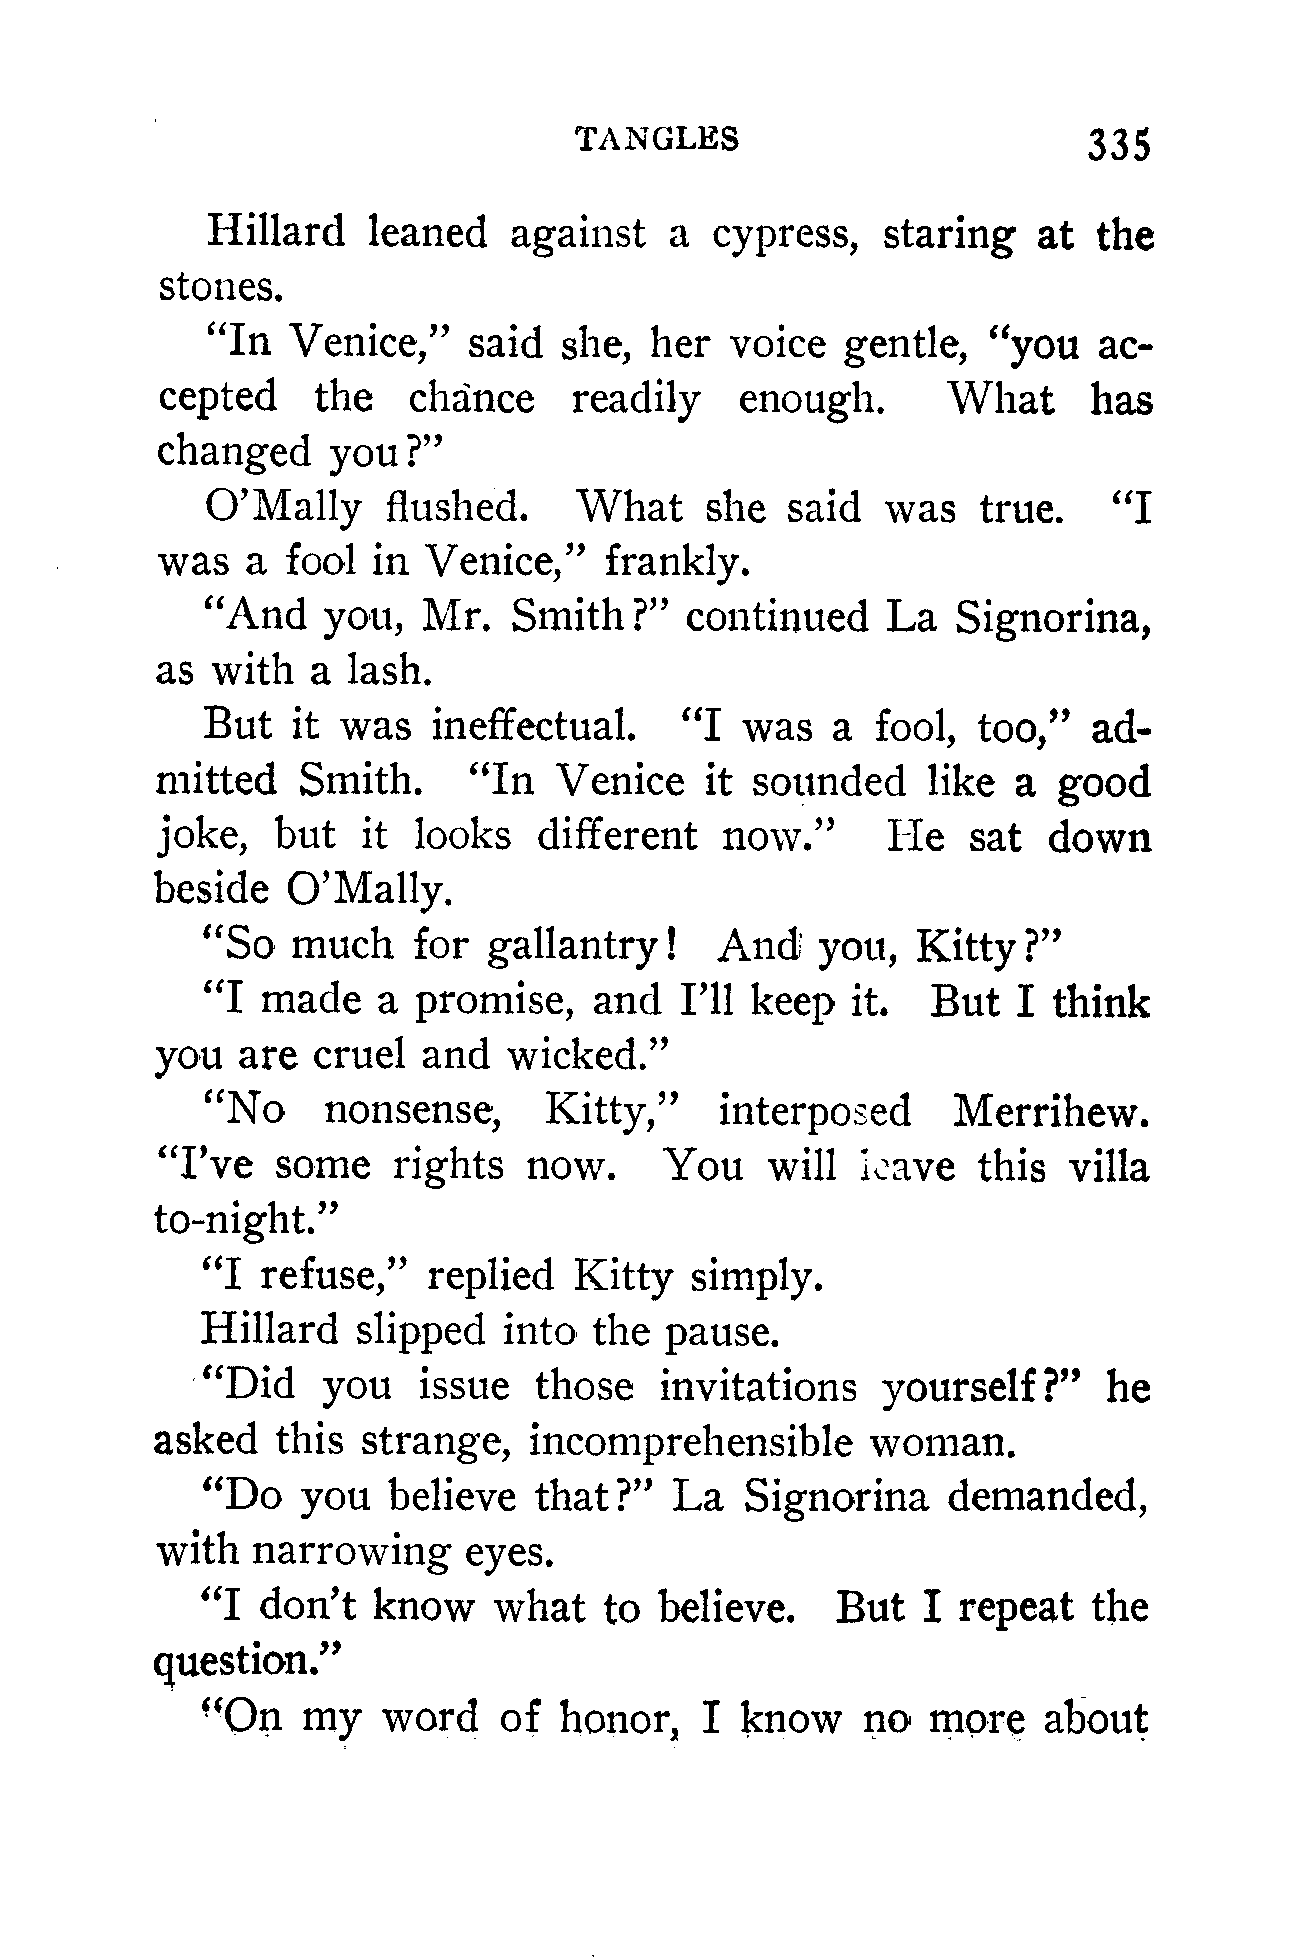 TANGLES 335
Hillard leaned against a cypress, staring at the
stones.
“In Venice,” said she, her voice gentle, “you ac-
cepted the chance readily enough. What has
changed you?”
O’Mally flushed. What she said was true. “I
was a fool in Venice,” frankly.
“And you, Mr. Smith?” continued La Signorina,
as with a lash.
But it was ineffectual. “I was a fool, too,” ad-
mitted Smith. “In Venice it sounded like a good
joke, but it looks different now.” He sat down
beside O’Mally.
“So much for gallantry! And you, Kitty?”
“I made a promise, and I’ll keep it. But I think
you are cruel and wicked.”
“No nonsense, Kitty,” interposed Merrihew.
“I’ve some rights now. You will leave this villa
to-night.”
“I refuse,” replied Kitty simply.
Hillard slipped into the pause.
“Did you issue those invitations yourself?” he
asked this strange, incomprehensible woman.
“Do you believe that?” La Signorina demanded,
with narrowing eyes.
“I don’t know what to believe. But I repeat the
question.”
“On my word of honor, I know no more about